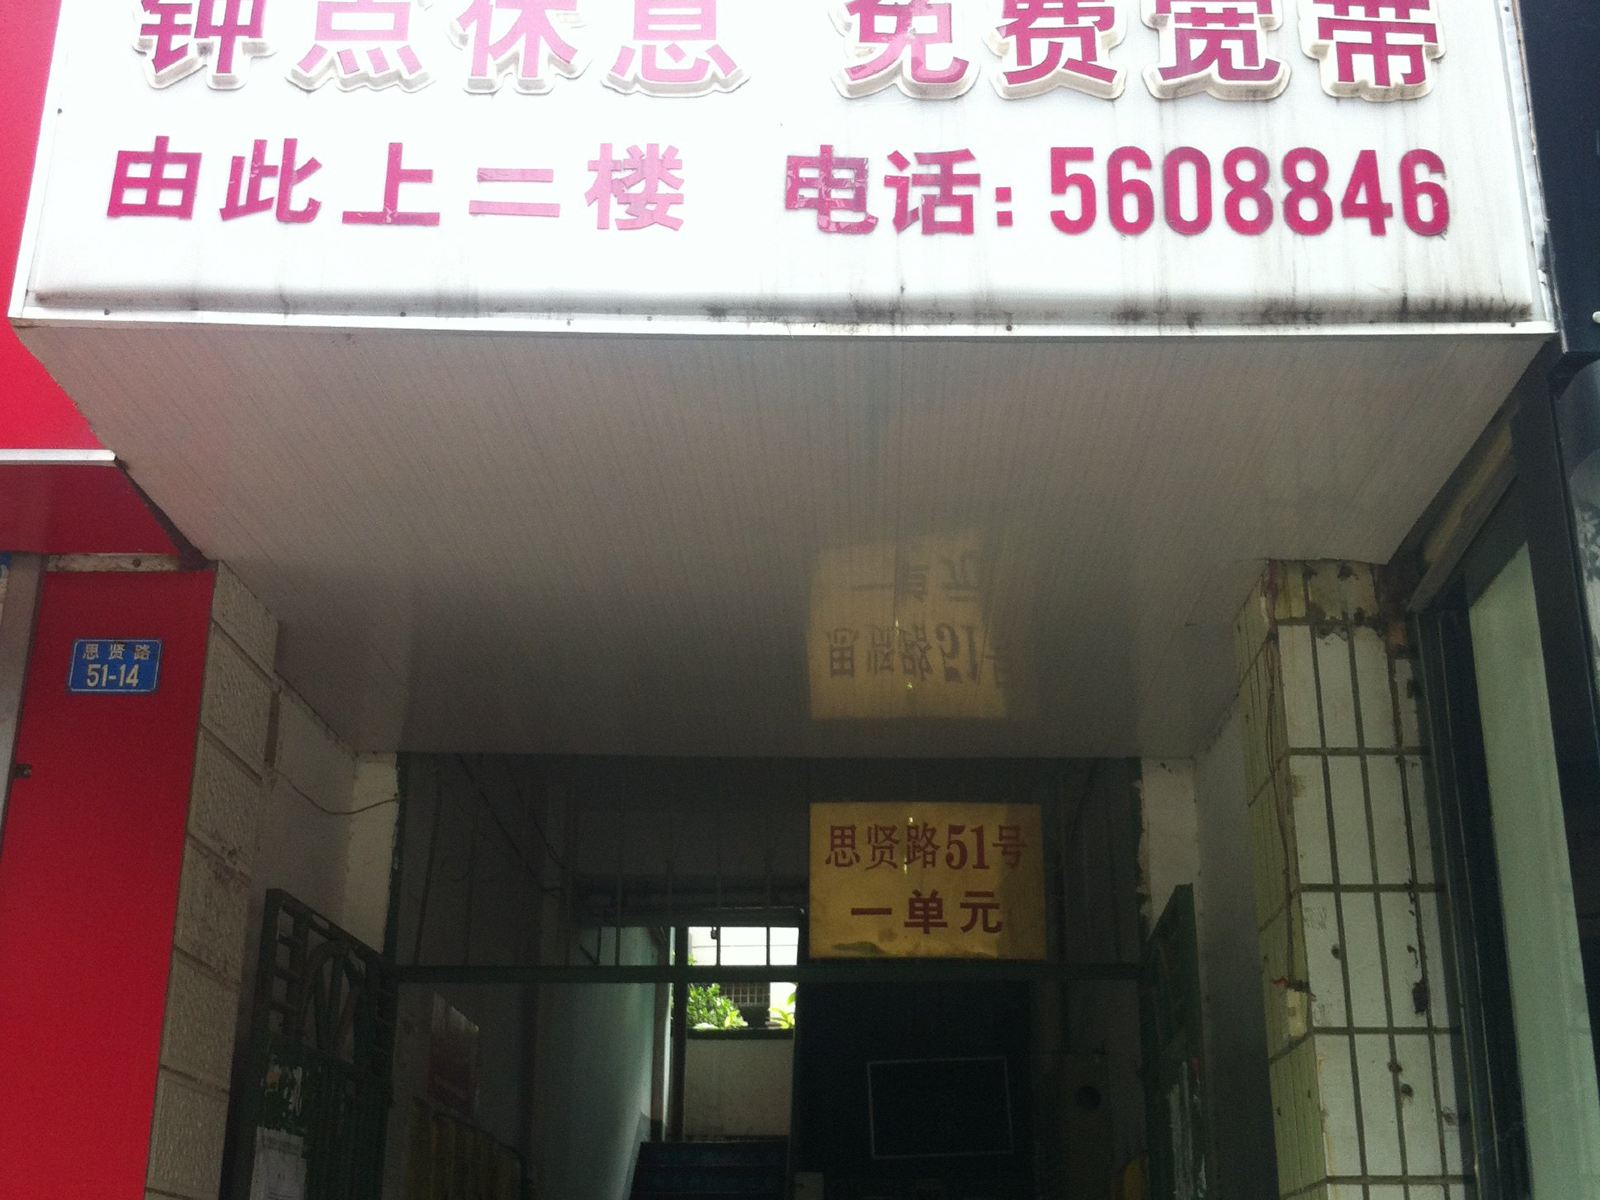 钟点休息 免费宽带
由此上二楼 电话:5608846
思贤路
51-14
思贤路51号
一单元